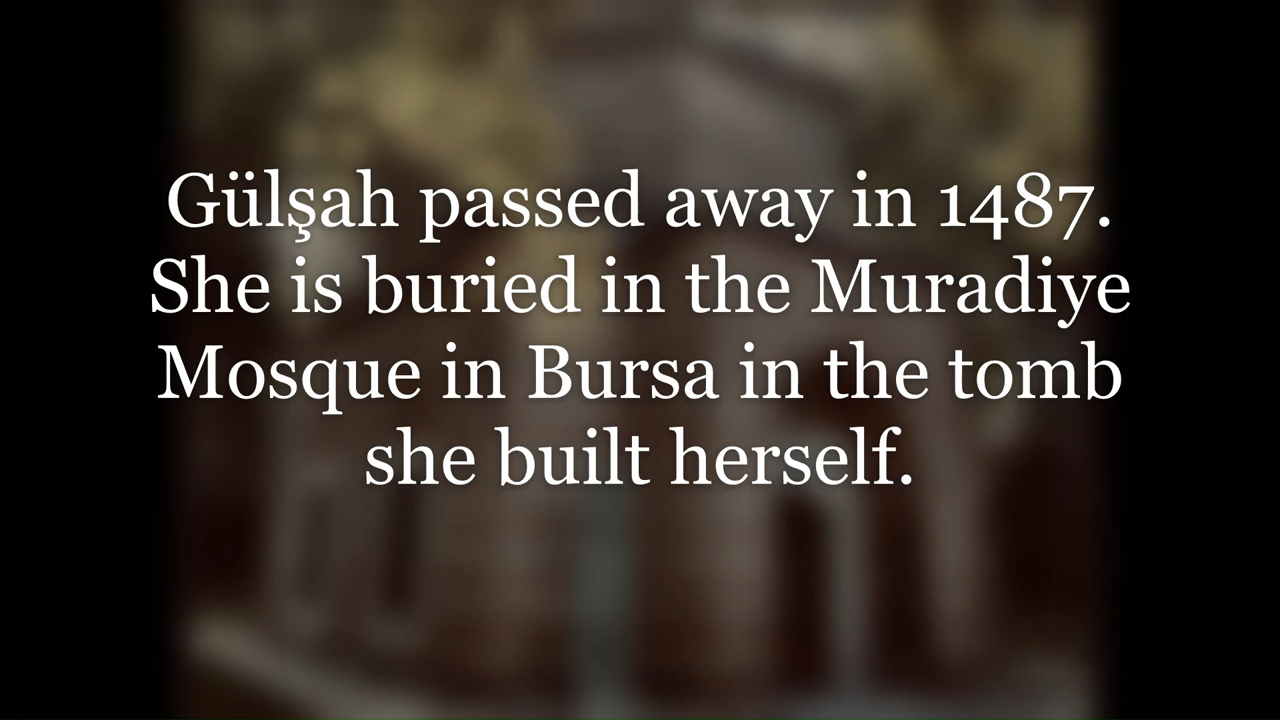 Gülşah passed away in 1487.
She is buried in the Muradiye
Mosque in Bursa in the tomb
she built herself.